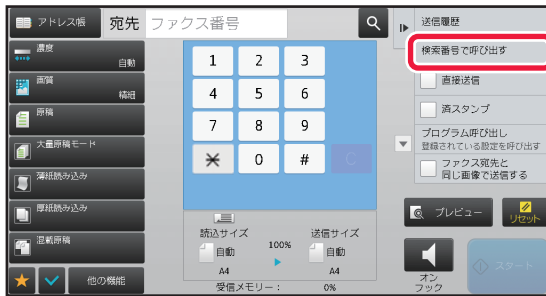 アドレス帳
宛先
ファクス番号
濃度
自動
画質
精細
原稿
大量原稿モード
薄紙読み込み
厚紙読み込み
混載原稿
他の機能
1
2
3
4
5
6
7
8
9
0
#
C
読込サイズ
自動
A4
100%
送信サイズ
自動
A4
受信メモリー：
0%
送信履歴
検索番号で呼び出す
直接送信
済スタンプ
プログラム呼び出し
登録されている設定を呼び出す
ファクス宛先と
同じ画像で送信する
プレビュー
リセット
オン
フック
スタート